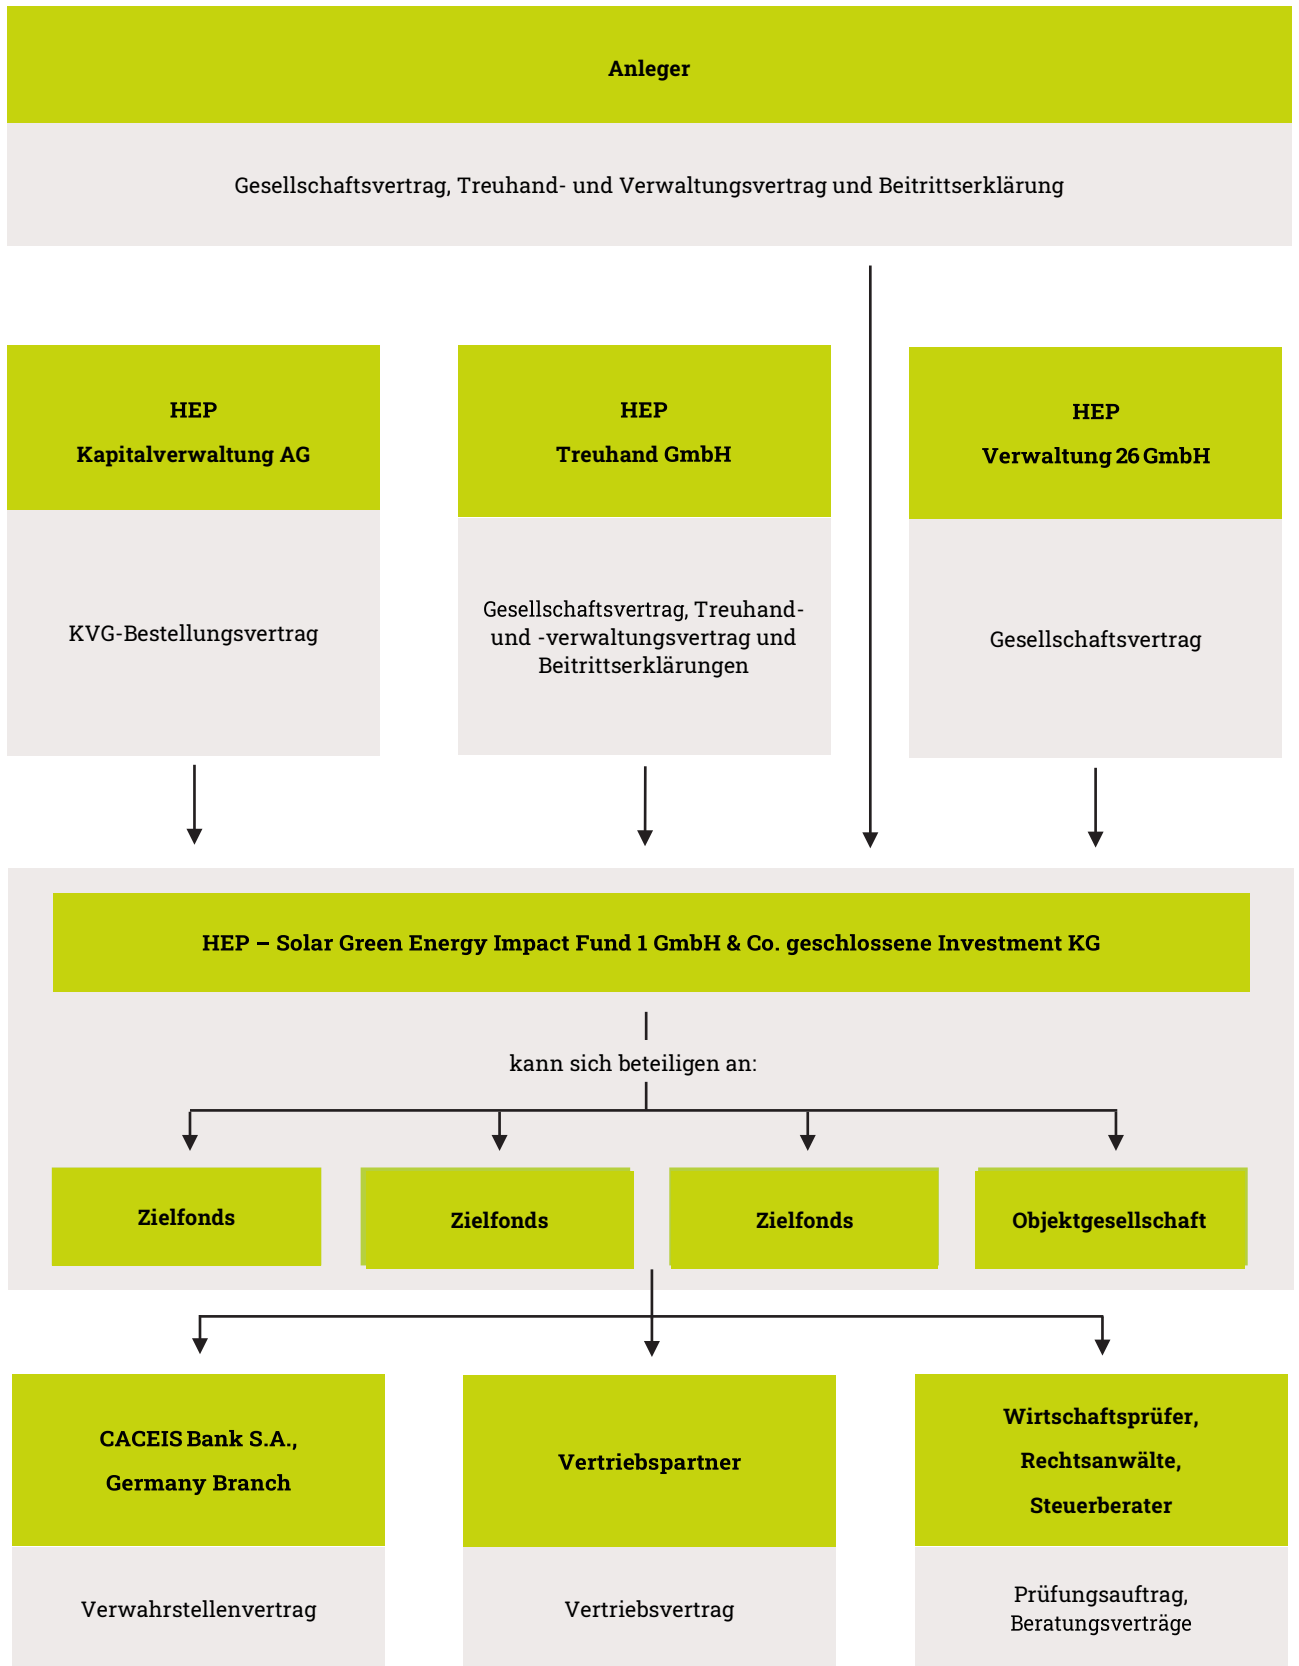 Anleger
Gesellschaftsvertrag, Treuhand- und Verwaltungsvertrag und Beitrittserklärung
HEP
Kapitalverwaltung AG
KVG-Bestellungsvertrag
HEP
Treuhand GmbH
Gesellschaftsvertrag, Treuhand-
und -verwaltungsvertrag und
Beitrittserklärungen
HEP
Verwaltung 26 GmbH
Gesellschaftsvertrag
HEP – Solar Green Energy Impact Fund 1 GmbH & Co. geschlossene Investment KG
kann sich beteiligen an:
Zielfonds
Zielfonds
Zielfonds
Objektgesellschaft
CACEIS Bank S.A.,
Germany Branch
Verwahrstellenvertrag
Vertriebspartner
Vertriebsvertrag
Wirtschaftsprüfer,
Rechtsanwälte,
Steuerberater
Prüfungsauftrag,
Beratungsverträge